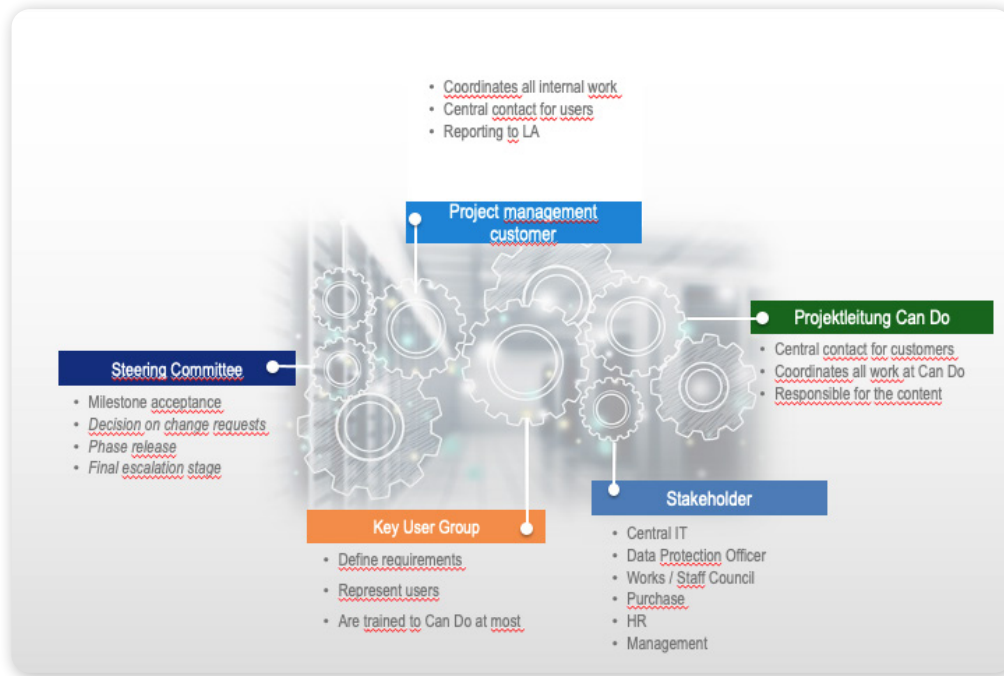 • Coordinates all internal work
• Central contact for users
• Reporting to LA
Project management
customer
Projektleitung Can Do
• Central contact for customers
• Coordinates all work at Can Do
• Responsible for the content
Steering Committee
• Milestone acceptance
• Decision on change requests
• Phase release
• Final escalation stage
Key User Group
• Define requirements
• Represent users
• Are trained to Can Do at most
Stakeholder
• Central IT
• Data Protection Officer
• Works / Staff Council
• Purchase
• HR
• Management